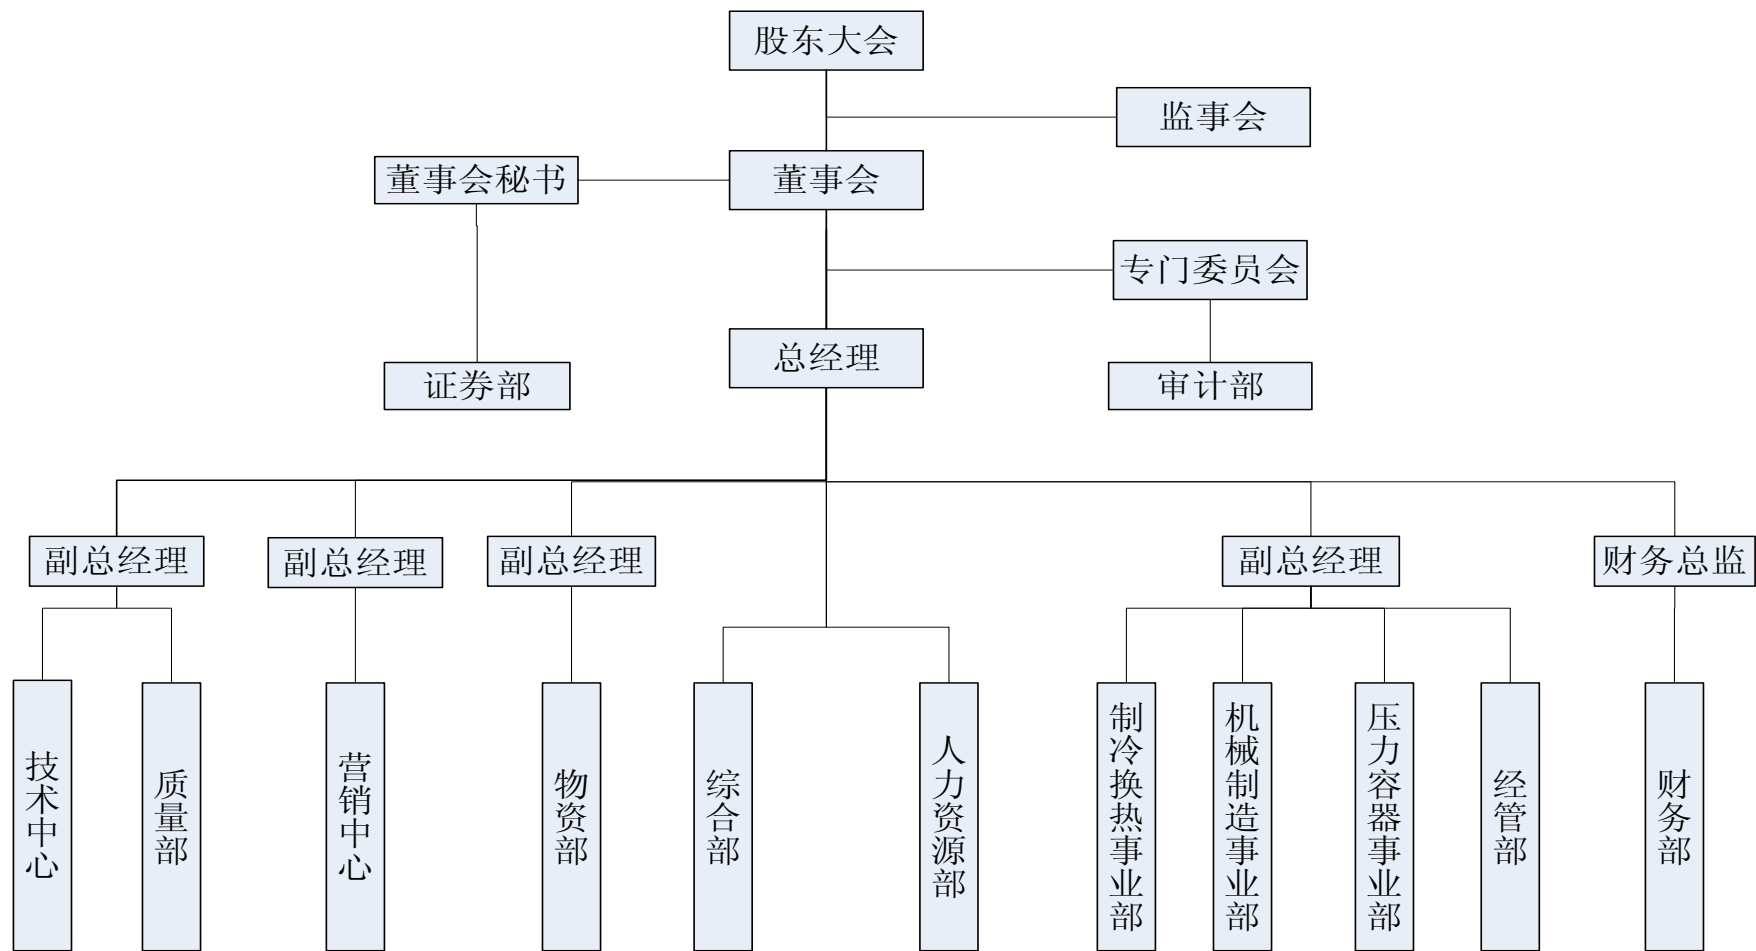 股东大会
监事会
董事会秘书
董事会
专门委员会
总经理
证券部
审计部
副总经理
副总经理
副总经理
副总经理
财务总监
技术中心
质量部
营销中心
物资部
综合部
人力资源部
制冷换热事业部
机械制造事业部
压力容器事业部
经管部
财务部